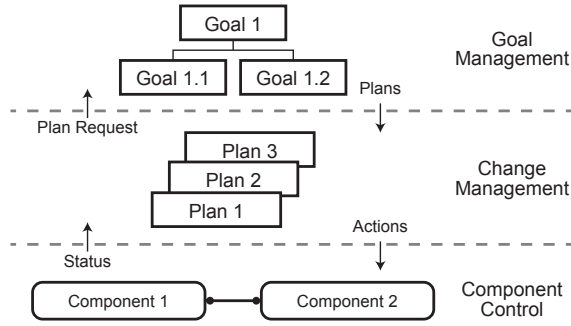 Goal 1
Goal
Management
Goal 1.1
Goal 1.2
Plans
Plan Request
Plan 3
Plan 2
Plan 1
Change
Management
Actions
Status
Component 1
Component 2
Component
Control